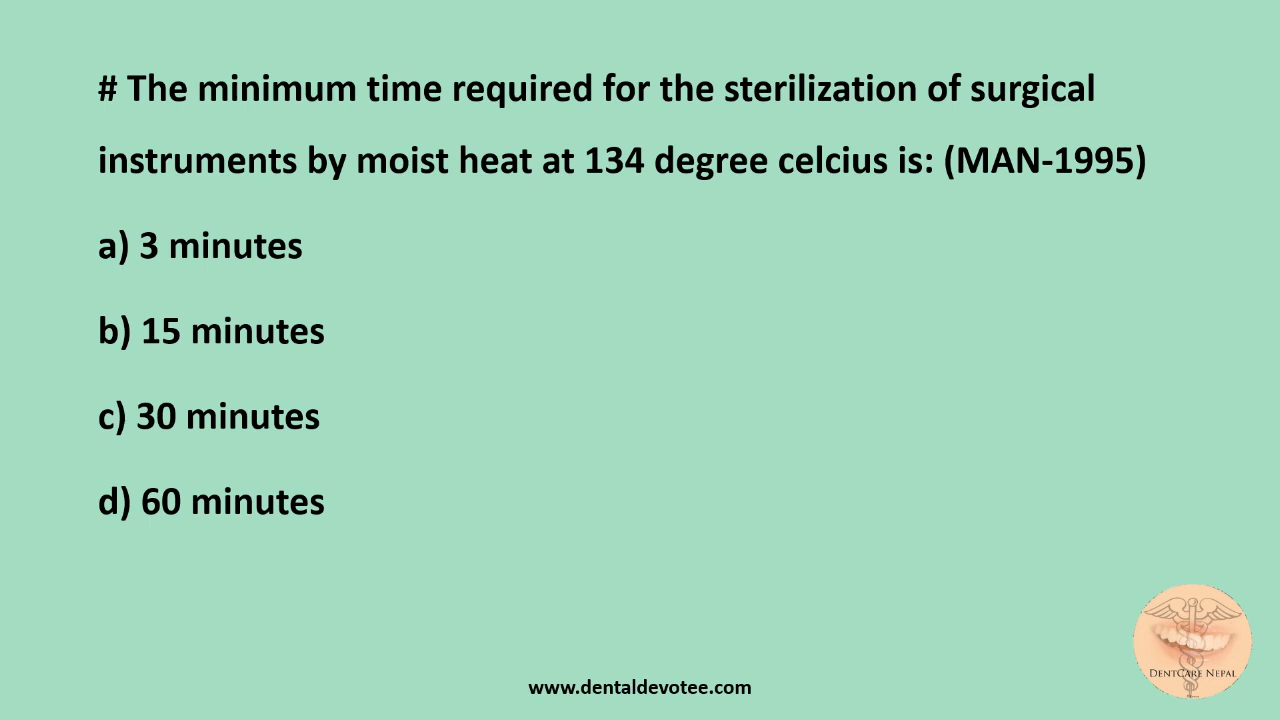 # The minimum time required for the sterilization of surgical
instruments by moist heat at 134 degree celcius is: (MAN-1995)
a) 3 minutes
b) 15 minutes
c) 30 minutes
d) 60 minutes
DENTCARE NEPAL
www.dentaldevotee.com